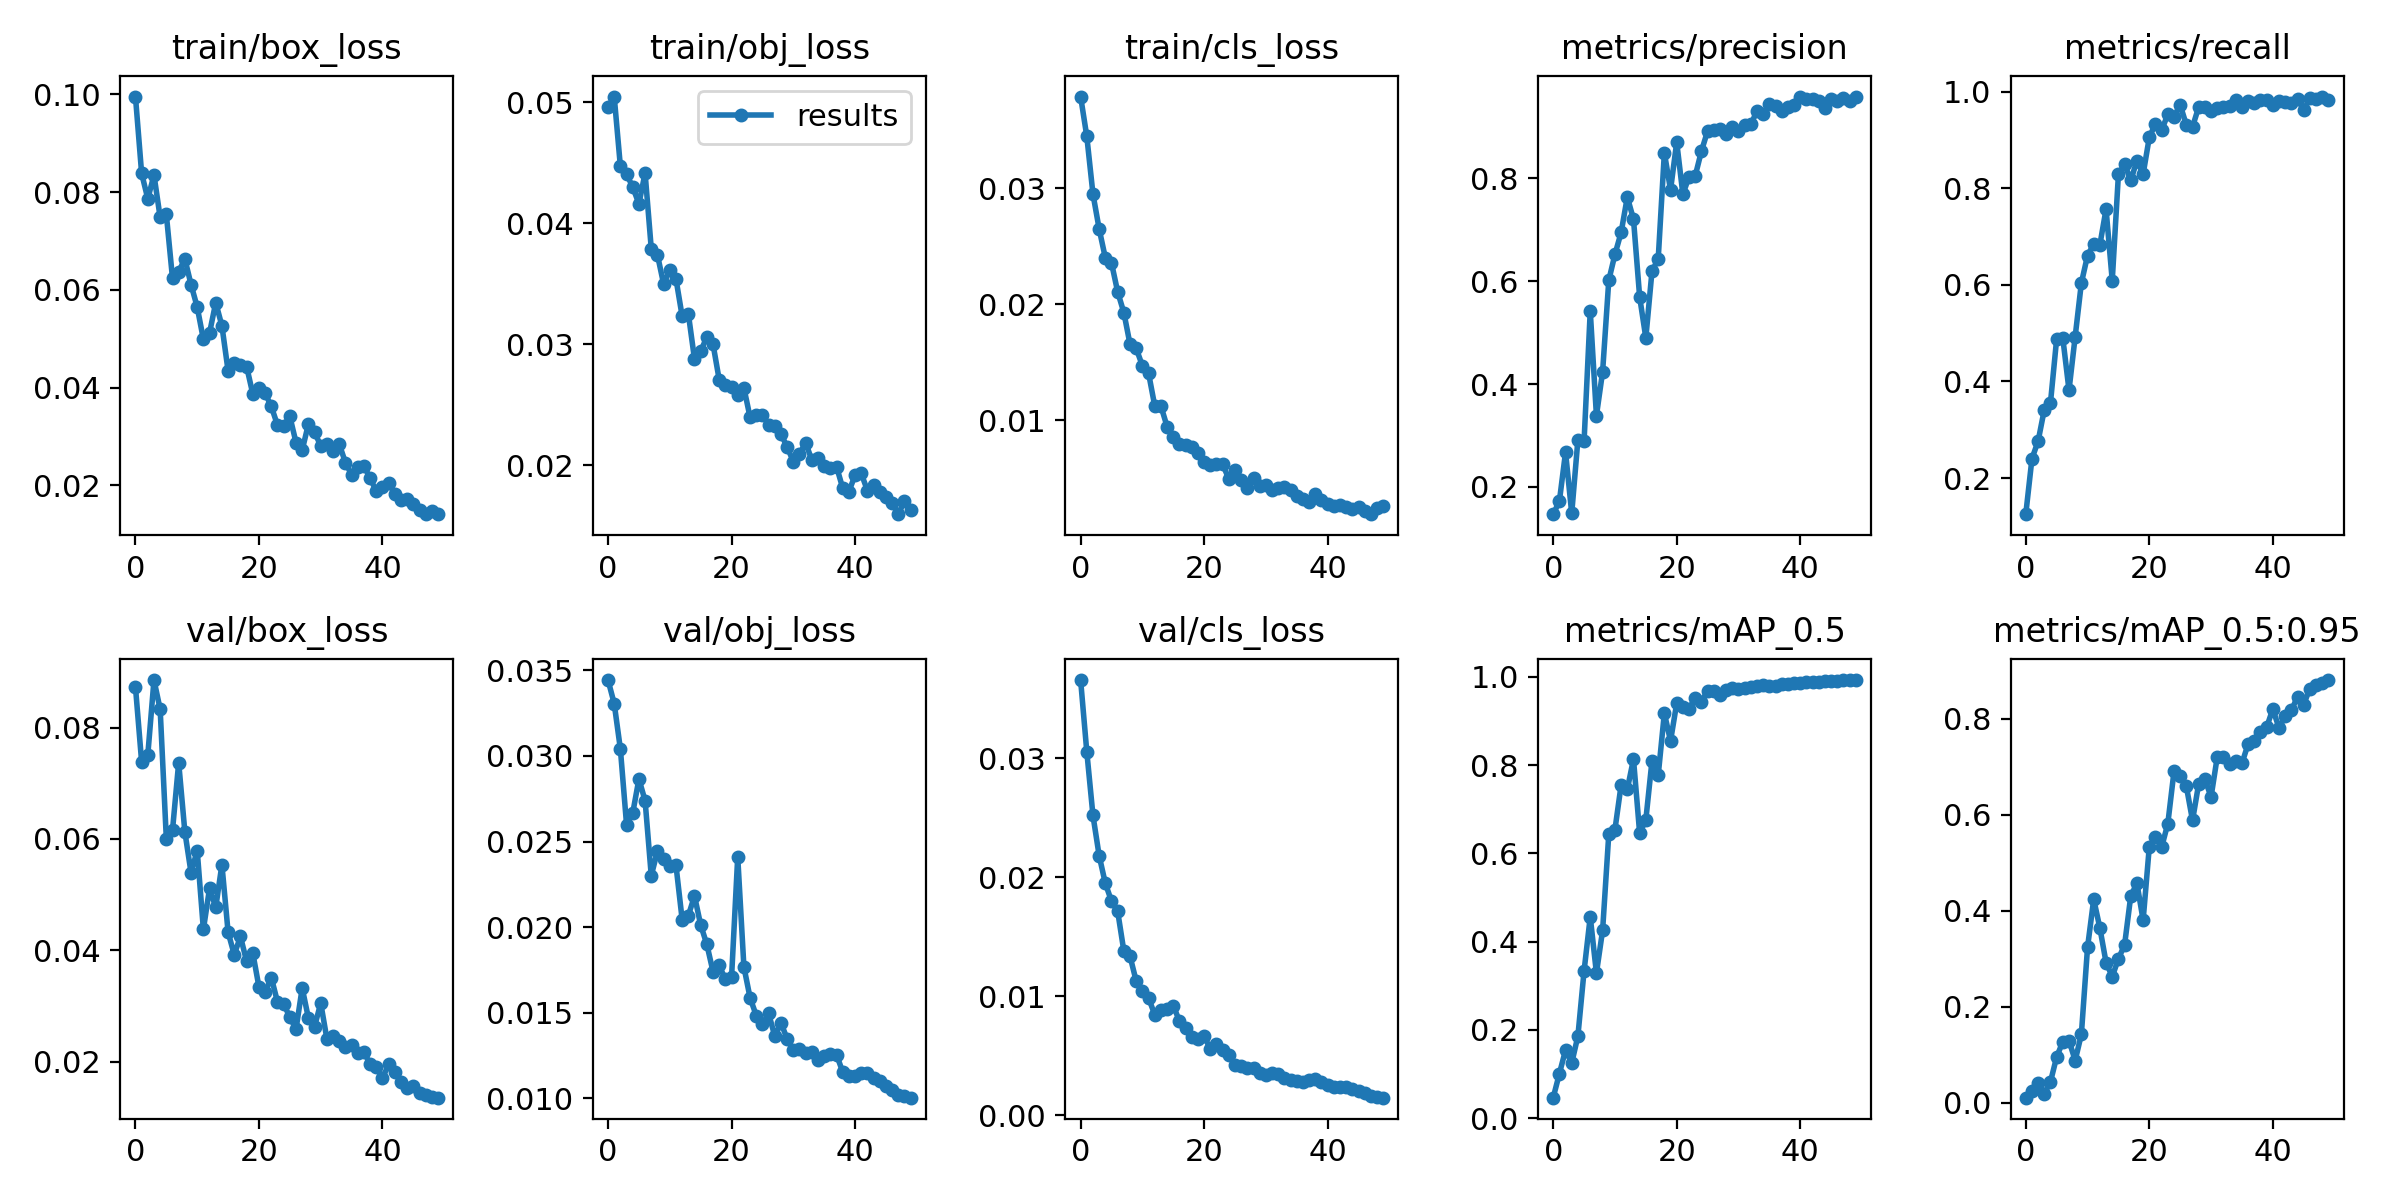 train/box_loss
0.10
0.08
0.06
0.04
0.02
0 20 40
train/obj_loss
results
0.05
0.04
0.03
0.02
0 20 40
train/cls_loss
0.03
0.02
0.01
0 20 40
metrics/precision
0.8
0.6
0.4
0.2
0 20 40
metrics/recall
1.0
0.8
0.6
0.4
0.2
0 20 40
val/box_loss
0.08
0.06
0.04
0.02
0 20 40
val/obj_loss
0.035
0.030
0.025
0.020
0.015
0.010
0 20 40
val/cls_loss
0.03
0.02
0.01
0.00
0 20 40
metrics/mAP_0.5
1.0
0.8
0.6
0.4
0.2
0.0
0 20 40
metrics/mAP_0.5:0.95
0.8
0.6
0.4
0.2
0.0
0 20 40